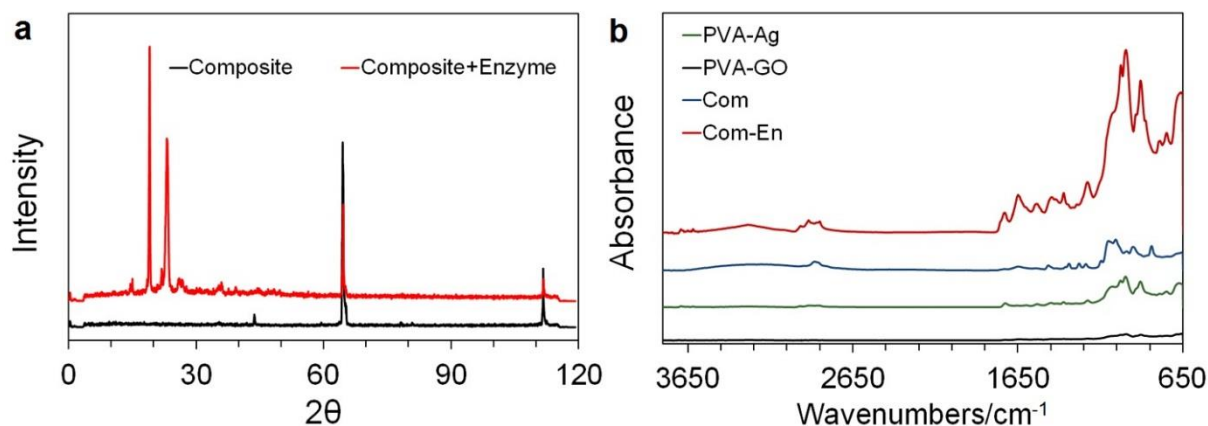 a
Composite
Composite+Enzyme
Intensity
0 30 60 90 120
2θ
b
PVA-Ag
PVA-GO
Com
Com-En
Absorbance
3650 2650 1650 650
Wavenumbers/cm-1